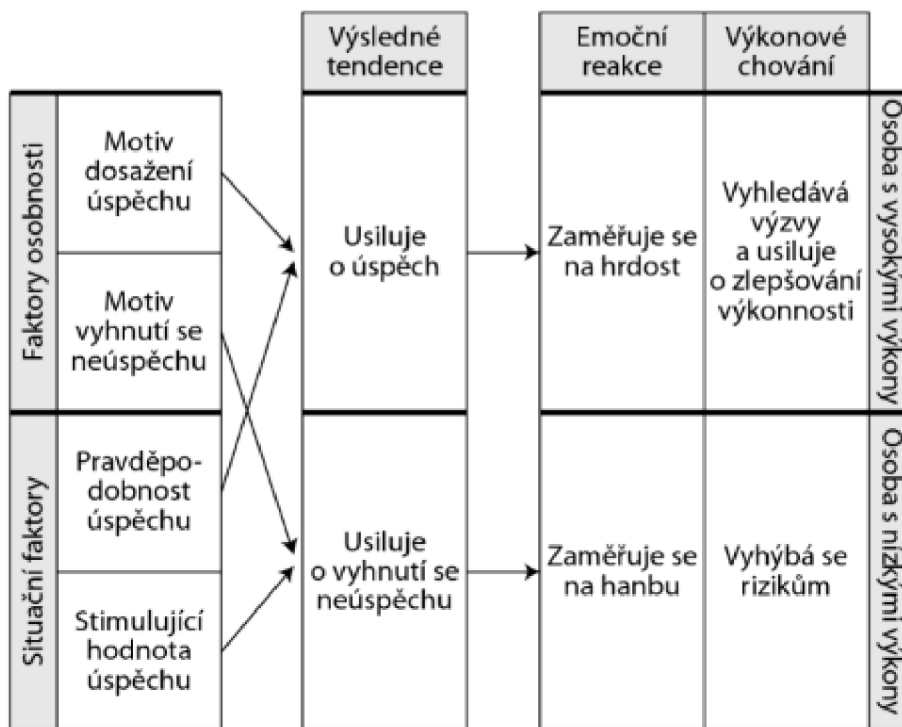 Výsledné
tendence
Emoční
reakce
Výkonové
chování
Faktory osobnosti
Motiv
dosažení
úspěchu
Motiv
vyhnutí se
neúspěchu
Usiluje
o úspěch
Zaměřuje se
na hrdost
Vyhledává
výzvy
a usiluje
o zlepšování
výkonnosti
Osoba s vysokými výkony
Situační faktory
Pravděpo-
dobnost
úspěchu
Stimulující
hodnota
úspěchu
Usiluje
o vyhnutí se
neúspěchu
Zaměřuje se
na hanbu
Vyhýbá se
rizikům
Osoba s nízkými výkony